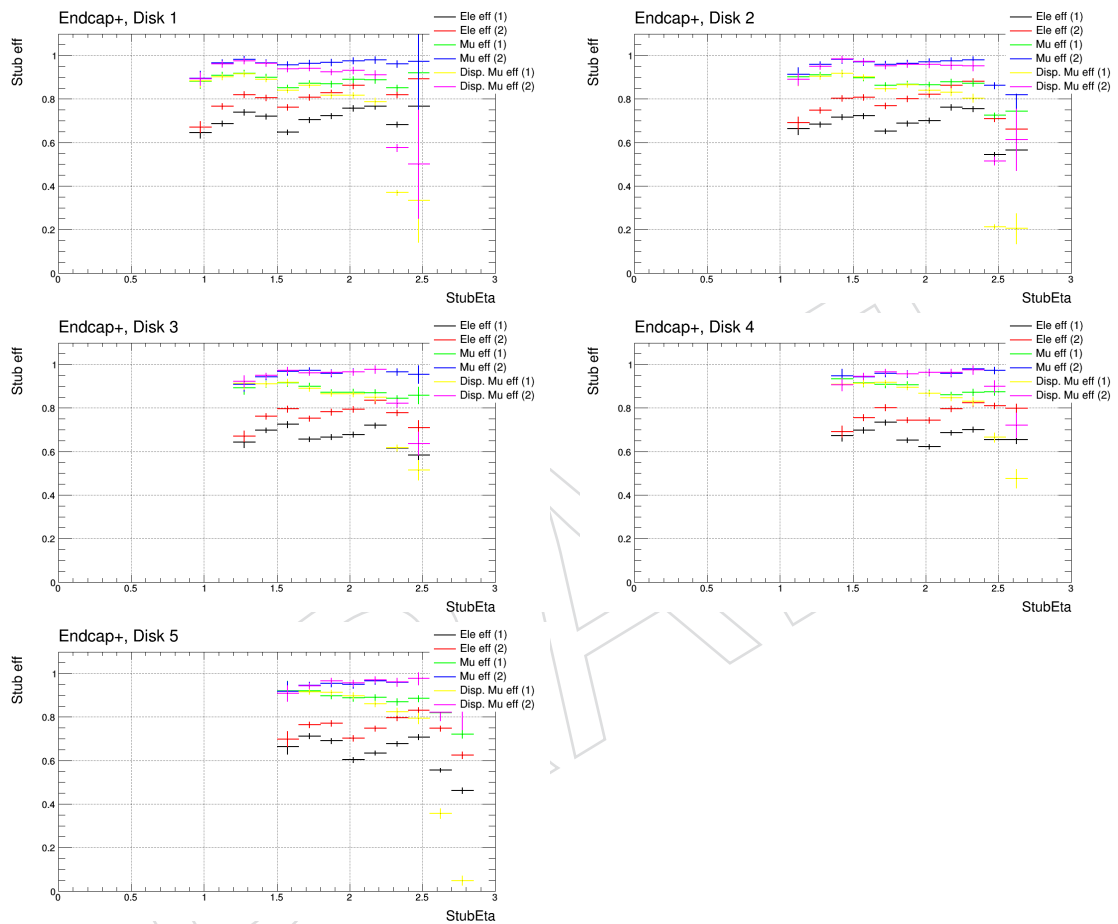 Endcap+, Disk 1
Stub eff
Ele eff (1)
Ele eff (2)
Mu eff (1)
Mu eff (2)
Disp. Mu eff (1)
Disp. Mu eff (2)
1
0.8
0.6
0.4
0.2
0
0 0.5 1 1.5 2 2.5 3
StubEta
Endcap+, Disk 2
Stub eff
Ele eff (1)
Ele eff (2)
Mu eff (1)
Mu eff (2)
Disp. Mu eff (1)
Disp. Mu eff (2)
1
0.8
0.6
0.4
0.2
0
0 0.5 1 1.5 2 2.5 3
StubEta
Endcap+, Disk 3
Stub eff
Ele eff (1)
Ele eff (2)
Mu eff (1)
Mu eff (2)
Disp. Mu eff (1)
Disp. Mu eff (2)
1
0.8
0.6
0.4
0.2
0
0 0.5 1 1.5 2 2.5 3
StubEta
Endcap+, Disk 4
Stub eff
Ele eff (1)
Ele eff (2)
Mu eff (1)
Mu eff (2)
Disp. Mu eff (1)
Disp. Mu eff (2)
1
0.8
0.6
0.4
0.2
0
0 0.5 1 1.5 2 2.5 3
StubEta
Endcap+, Disk 5
Stub eff
Ele eff (1)
Ele eff (2)
Mu eff (1)
Mu eff (2)
Disp. Mu eff (1)
Disp. Mu eff (2)
1
0.8
0.6
0.4
0.2
0
0 0.5 1 1.5 2 2.5 3
StubEta